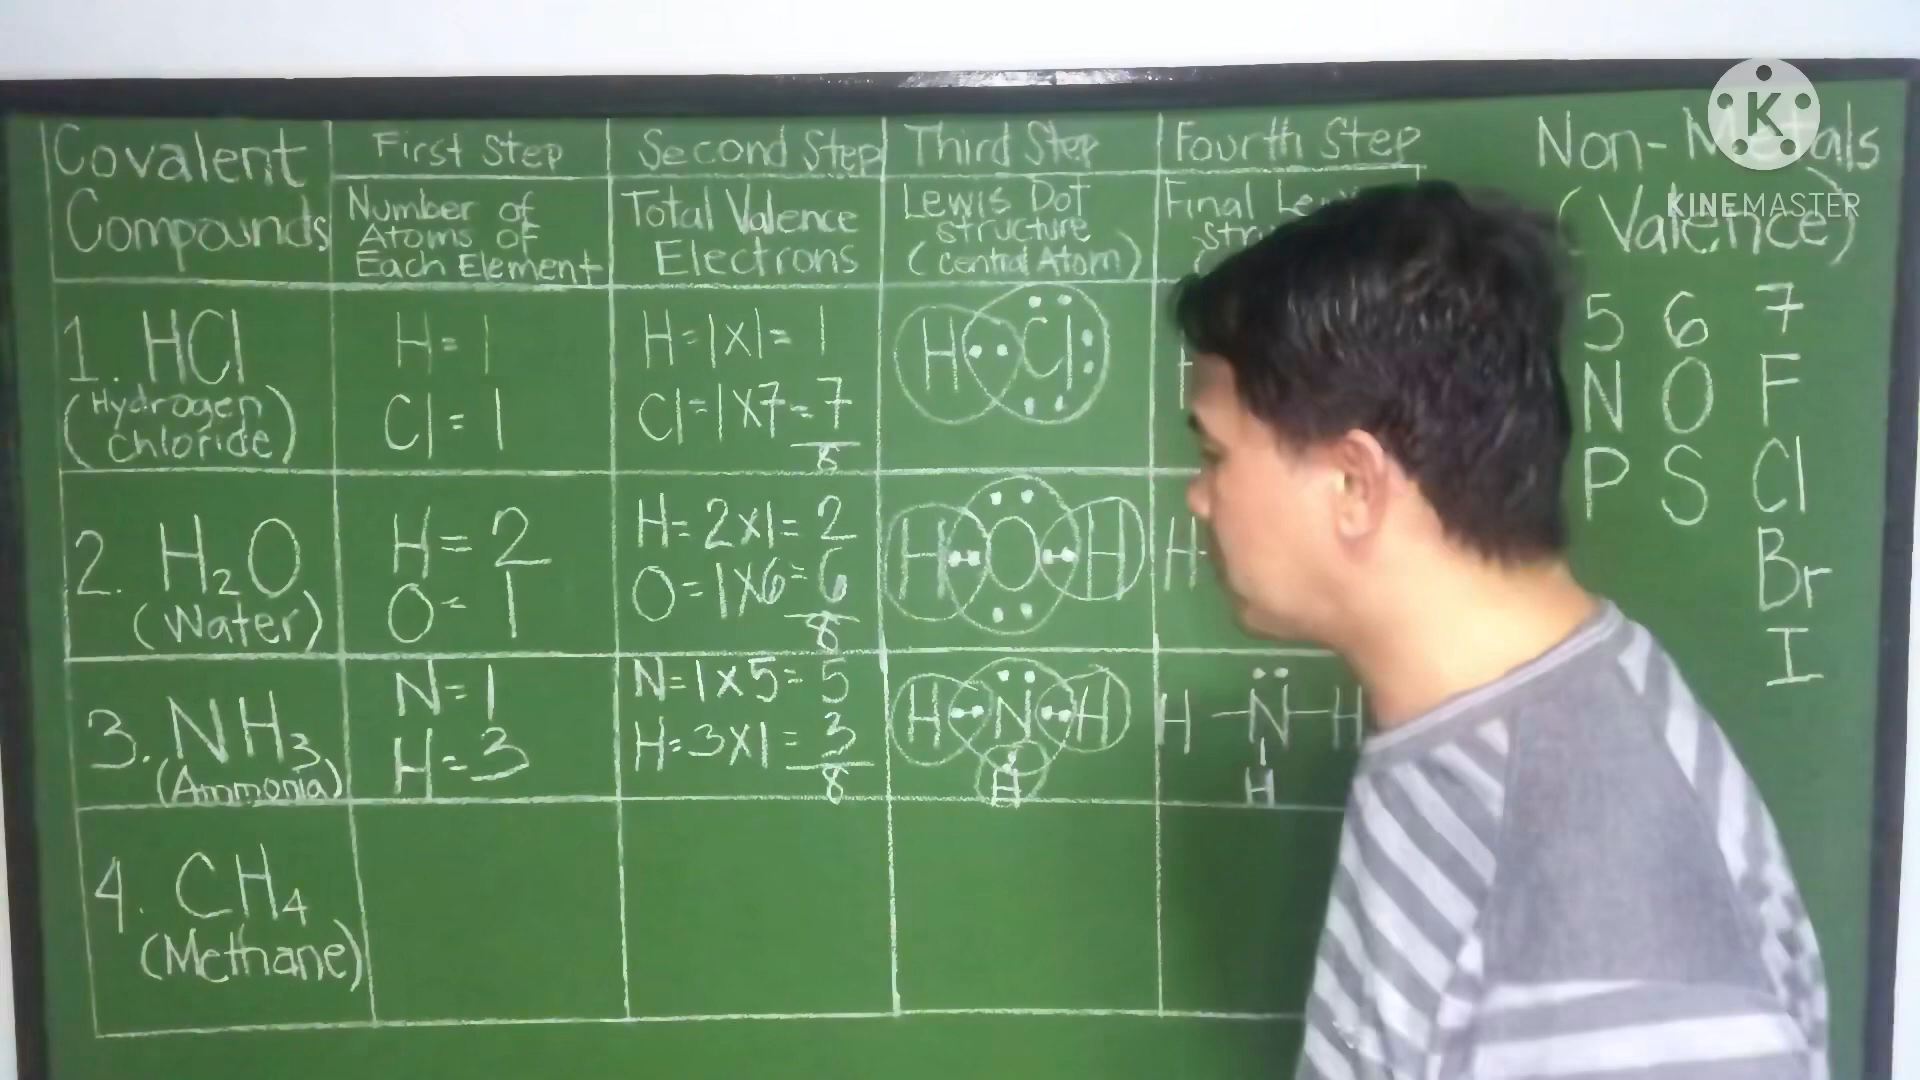 Covalent
Compounds
First Step
Number of
Atoms of
Each Element
Second Step
Total Valence
Electrons
Third Step
Lewis Dot
structure
(Central Atom)
Fourth Step
Final
1. HCl
(Hydrogen
chloride)
H = 1
Cl = 1
H = 1x1 = 1
Cl = 1x7 = 7
8
H Cl
2. H₂O
(Water)
H = 2
O = 1
H = 2x1 = 2
O = 1x6 = 6
8
H O H
H-
3. NH₃
(Ammonia)
N = 1
H = 3
N = 1x5 = 5
H = 3x1 = 3
8
H N H
H
H - N - H
H
4. CH₄
(Methane)
Non-Metals
(Valence)
5 6 7
N O F
P S Cl
Br
I
K
KINEMASTER